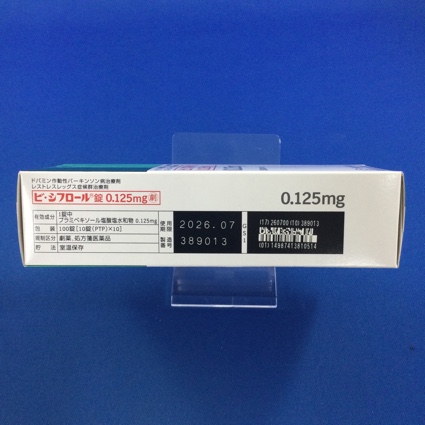 ドパミン作動性パーキンソン病治療剤
レストレスレッグス症候群治療剤
ビ・シフロール®錠 0.125mg 劇
有効成分 1錠中 プラミペキソール塩酸塩水和物 0.125mg
包装 100錠[10錠(PTP)×10]
規制区分 劇薬、処方箋医薬品
貯法 室温保存
使用期限 2026.07
製造番号 389013
GS1
(17) 260700 (10) 389013
(01) 14987413810514
0.125mg